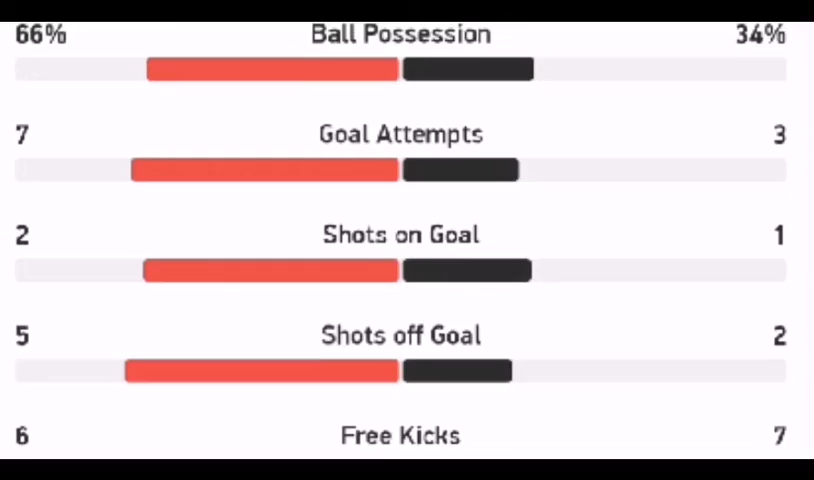 66% Ball Possession 34%
7 Goal Attempts 3
2 Shots on Goal 1
5 Shots off Goal 2
6 Free Kicks 7